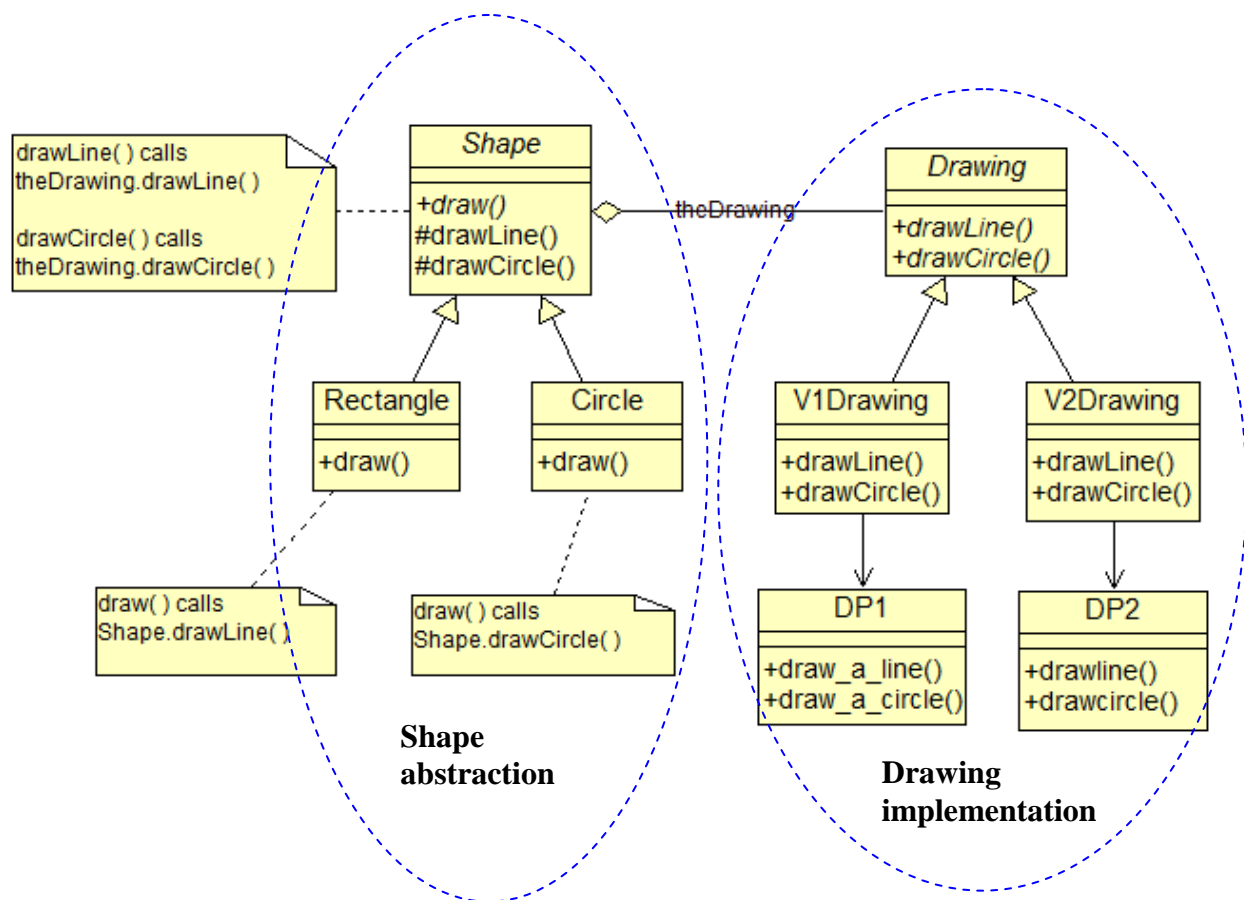 drawLine( ) calls
theDrawing.drawLine( )
drawCircle( ) calls
theDrawing.drawCircle( )
Shape
+draw()
#drawLine()
#drawCircle()
theDrawing
Drawing
+drawLine()
+drawCircle()
Rectangle
+draw()
Circle
+draw()
V1Drawing
+drawLine()
+drawCircle()
V2Drawing
+drawLine()
+drawCircle()
draw( ) calls
Shape.drawLine( )
draw( ) calls
Shape.drawCircle( )
DP1
+draw_a_line()
+draw_a_circle()
DP2
+drawline()
+drawcircle()
Shape
abstraction
Drawing
implementation